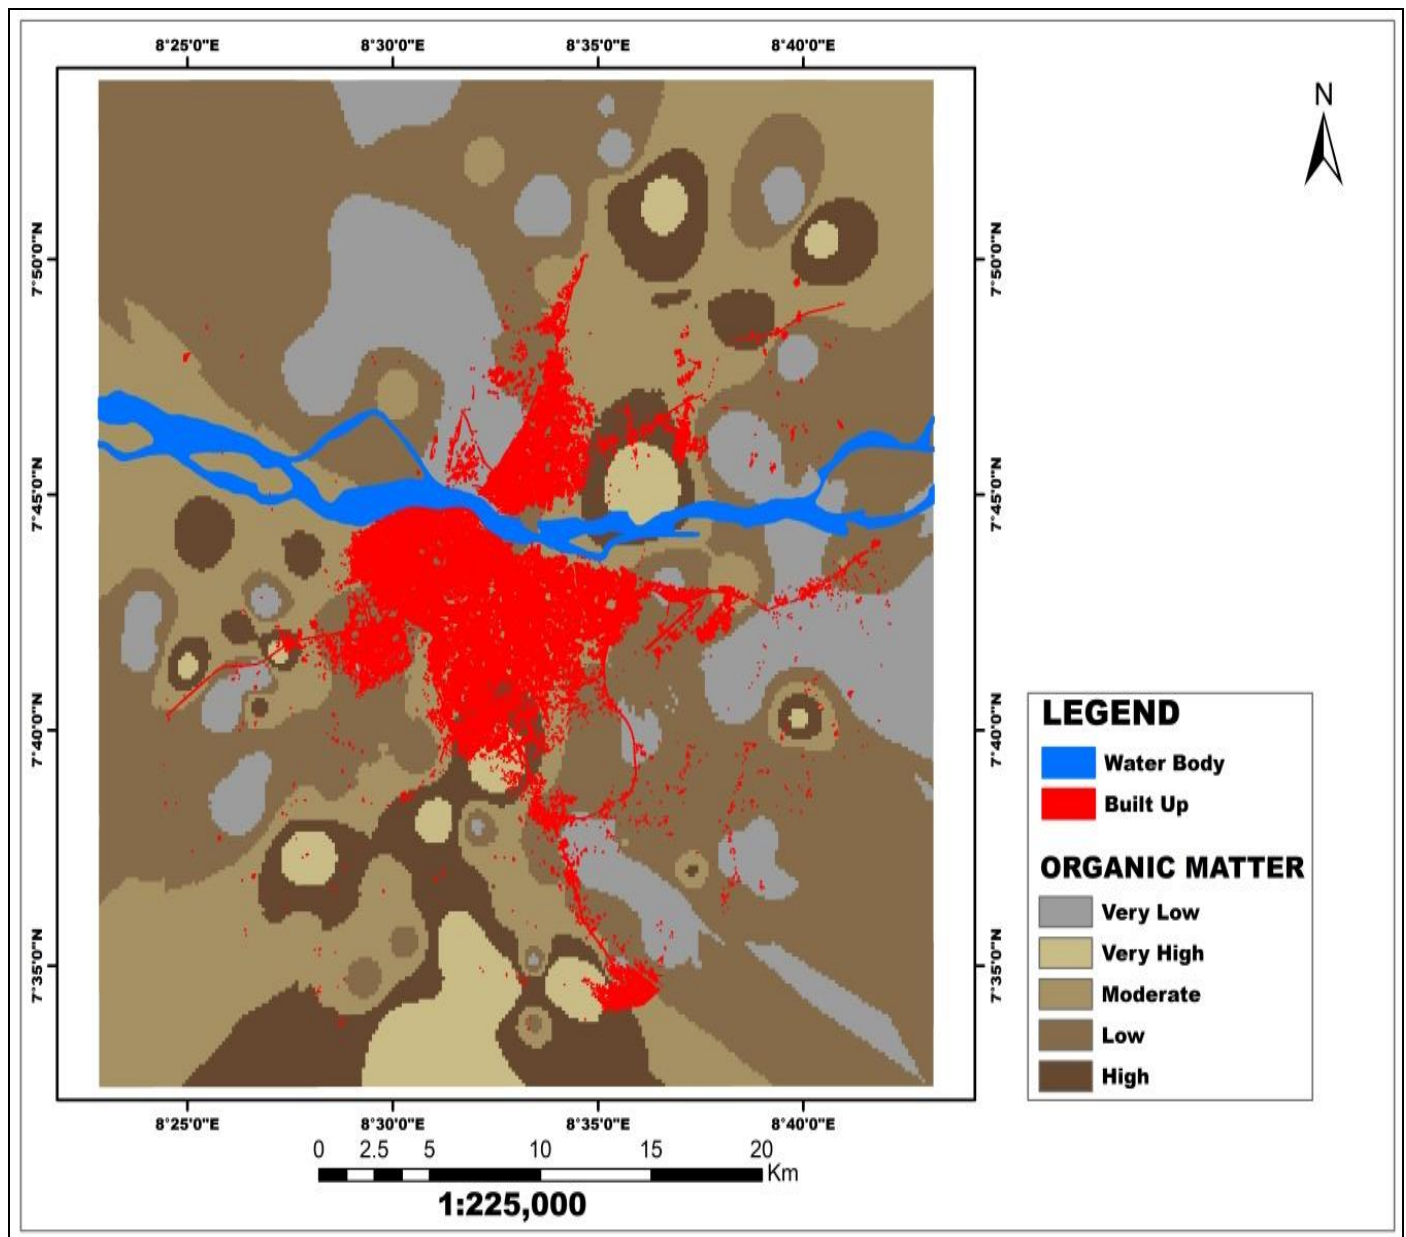 8°25'0"E 8°30'0"E 8°35'0"E 8°40'0"E
N
7°50'0"N 7°50'0"N
7°45'0"N 7°45'0"N
7°40'0"N 7°40'0"N
7°35'0"N 7°35'0"N
LEGEND
Water Body
Built Up
ORGANIC MATTER
Very Low
Very High
Moderate
Low
High
8°25'0"E 8°30'0"E 8°35'0"E 8°40'0"E
0 2.5 5 10 15 20
Km
1:225,000